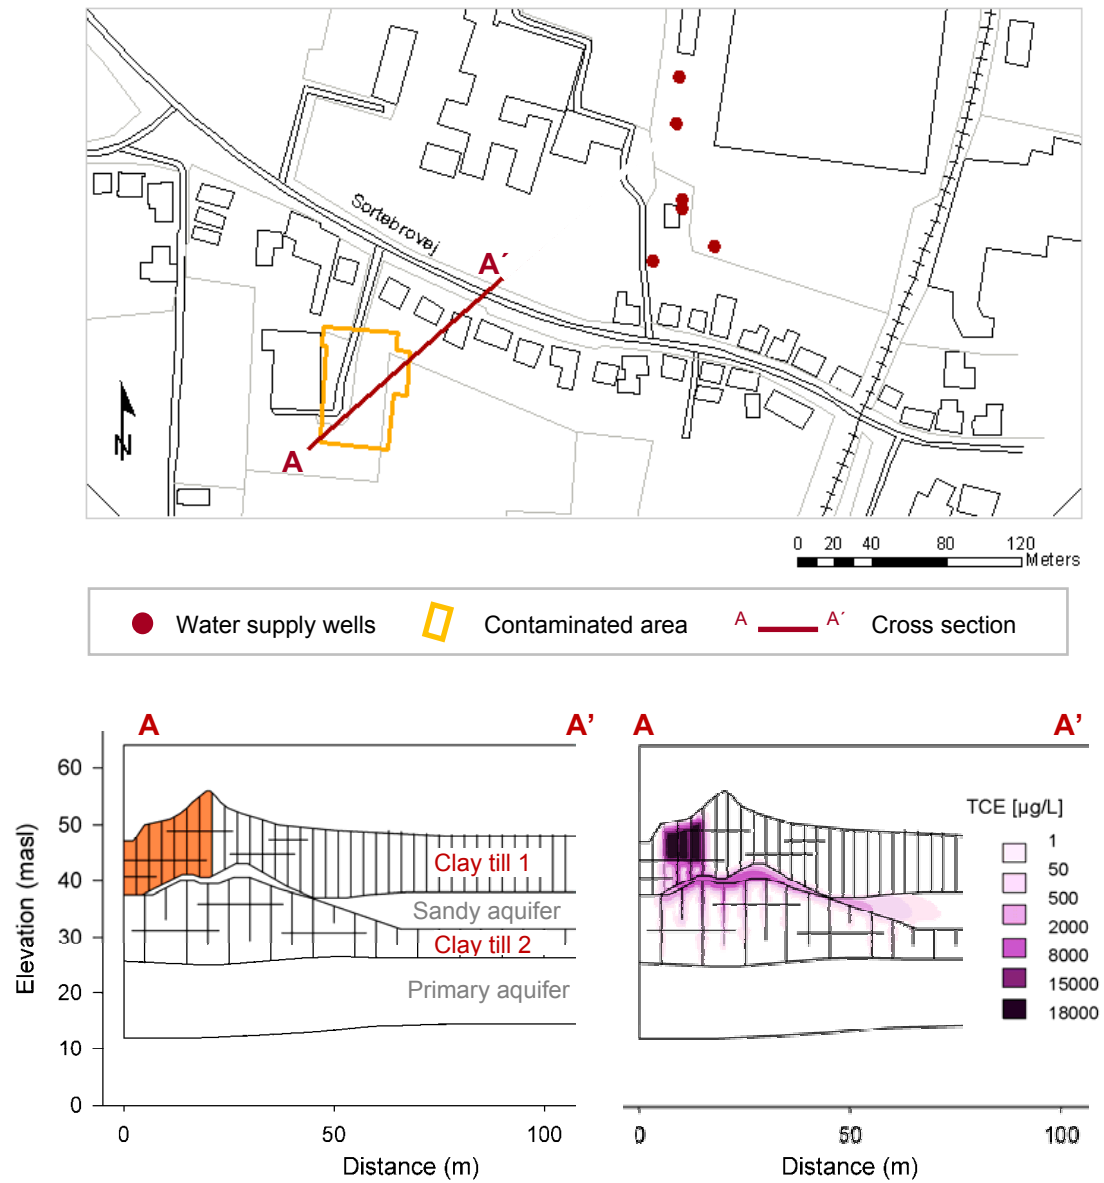 Sortebrovej
A´
A
N
0 20 40 80 120
Meters
Water supply wells
Contaminated area
A A´ Cross section
A A’ A A’
60
50
40
30
20
10
0
Elevation (masl)
Clay till 1
Sandy aquifer
Clay till 2
Primary aquifer
0 50 100
Distance (m)
TCE [µg/L]
1
50
500
2000
8000
15000
18000
0 50 100
Distance (m)